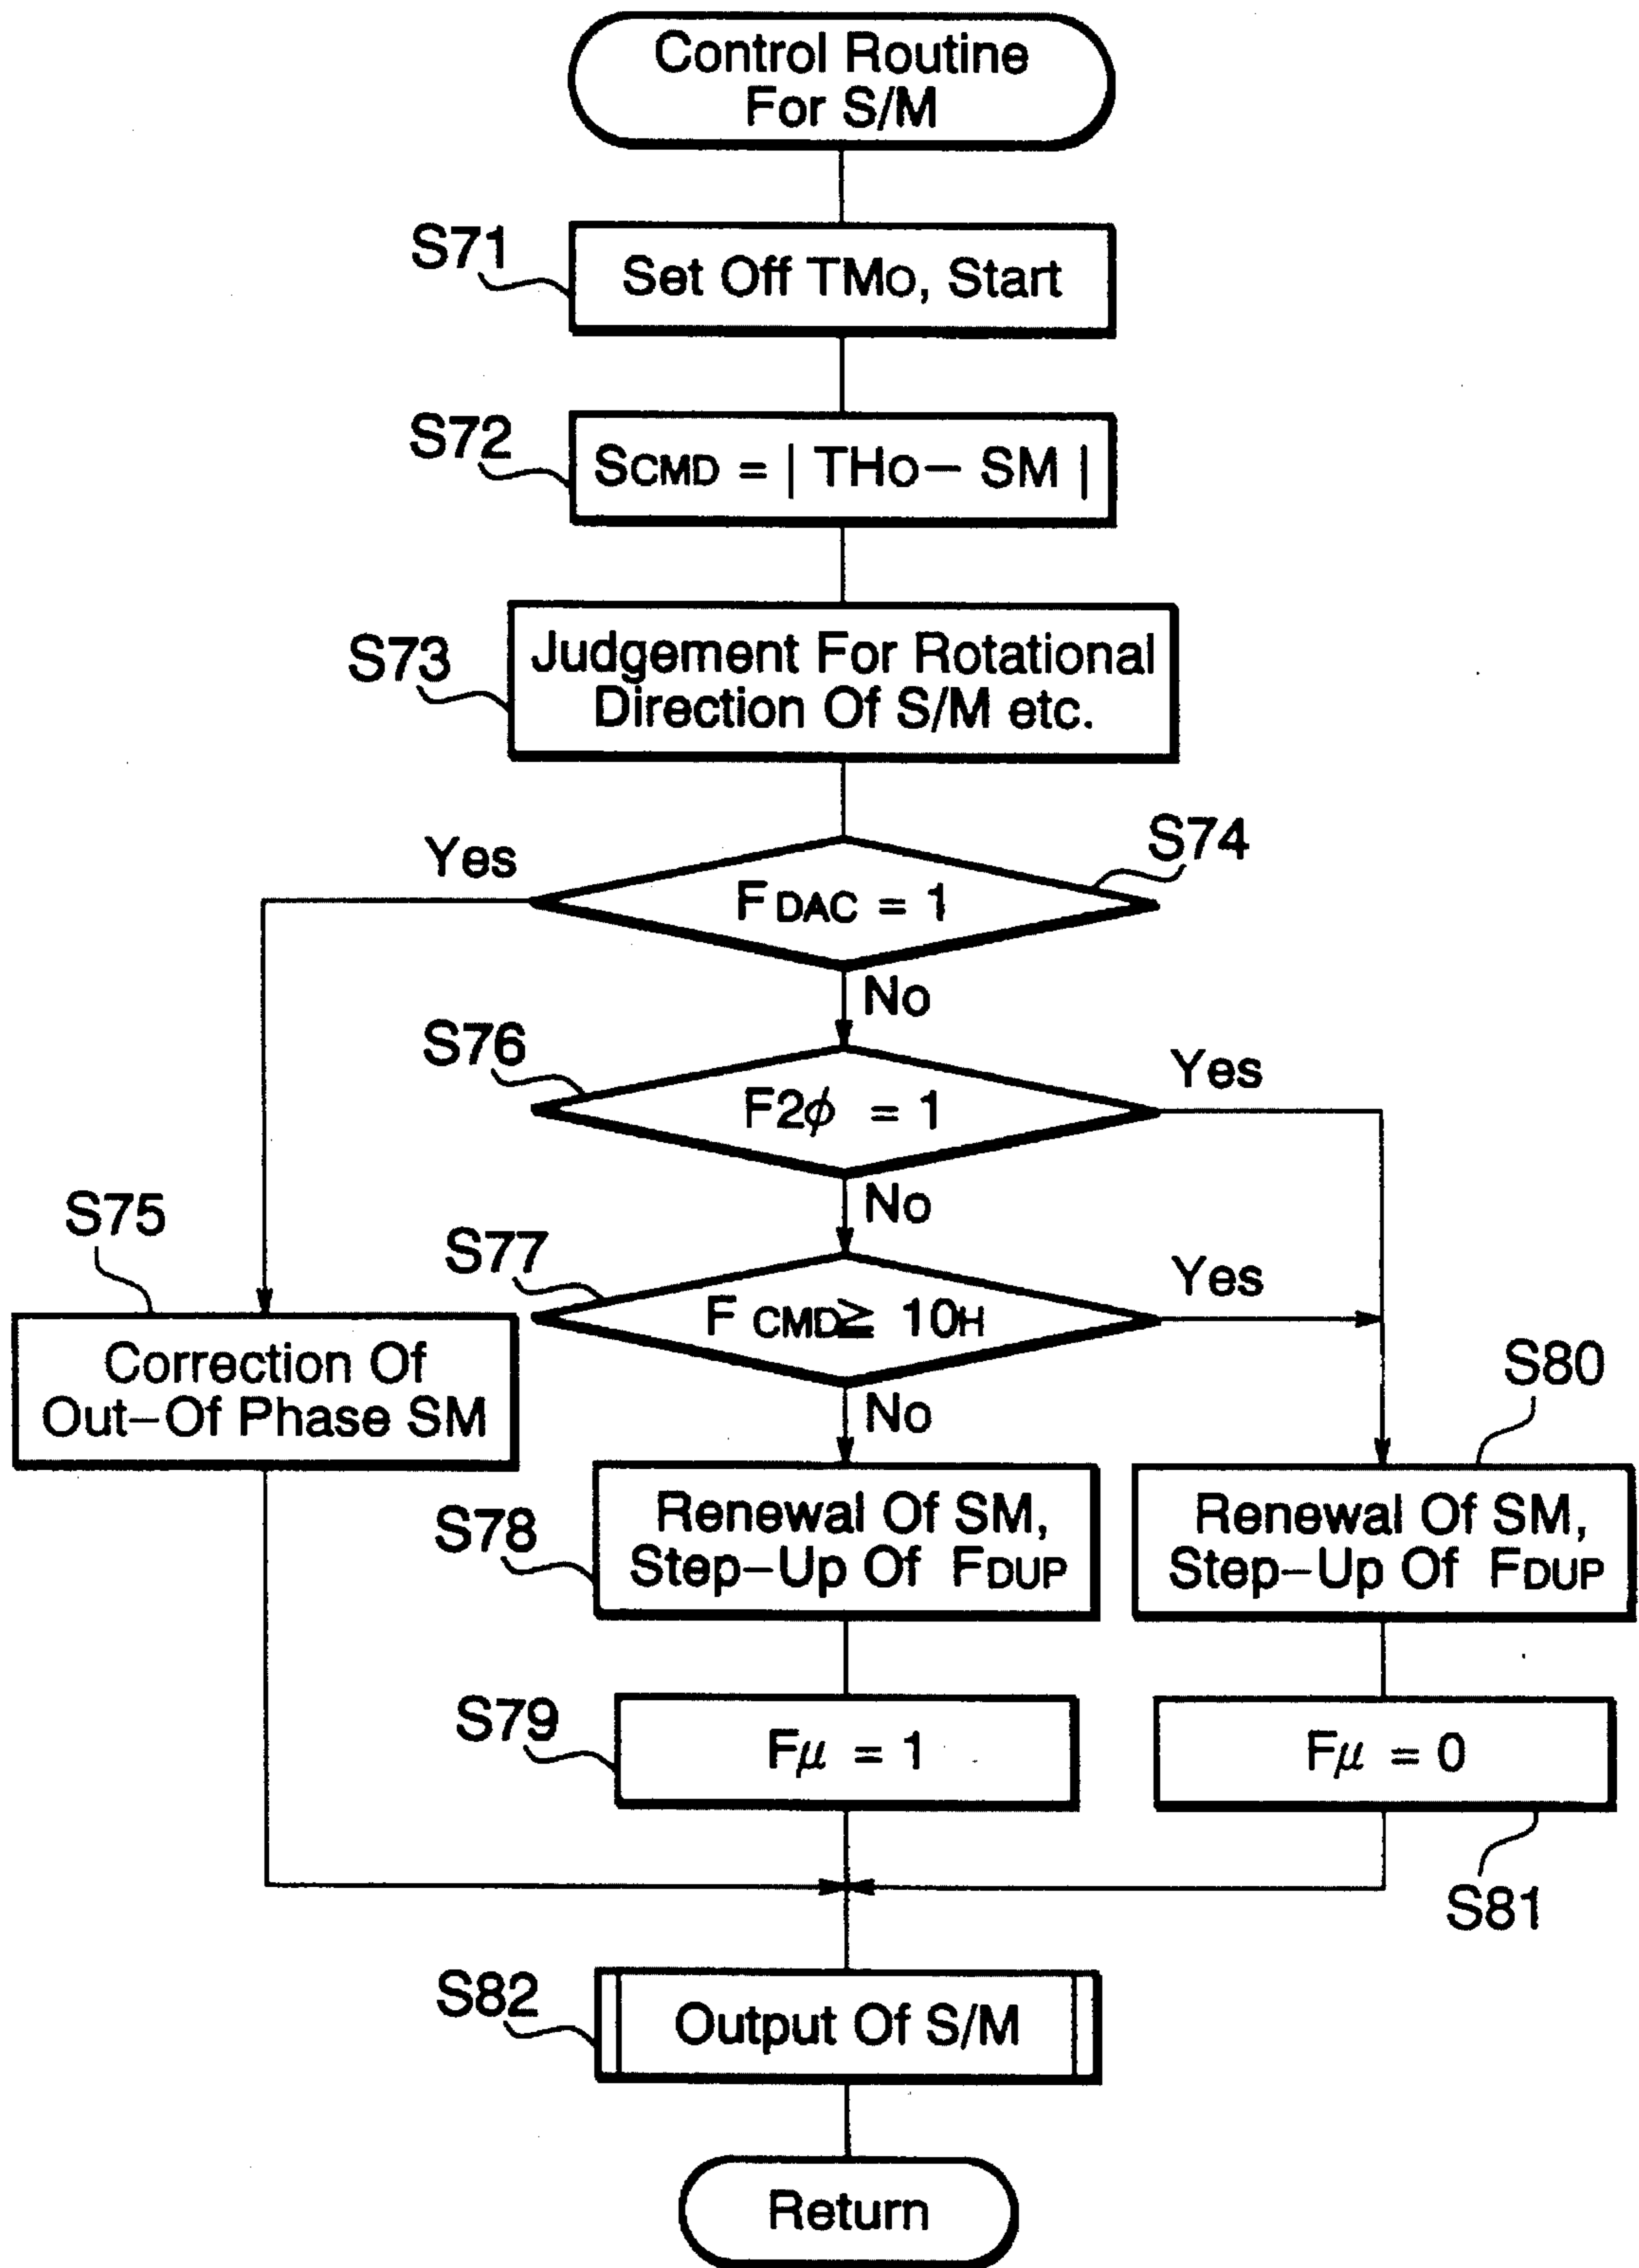 Control Routine
For S/M
S71
Set Off TMO, Start
S72
SCMD = | THO– SM |
S73
Judgement For Rotational
Direction Of S/M etc.
S74
Yes
F DAC = 1
No
S76
Yes
F2φ = 1
No
S75
S77
Yes
F CMD≧ 10H
Correction Of
Out–Of Phase SM
No
S80
S78
Renewal Of SM,
Step–Up Of FDUP
Renewal Of SM,
Step–Up Of FDUP
S79
Fμ = 1
Fμ = 0
S81
S82
Output Of S/M
Return